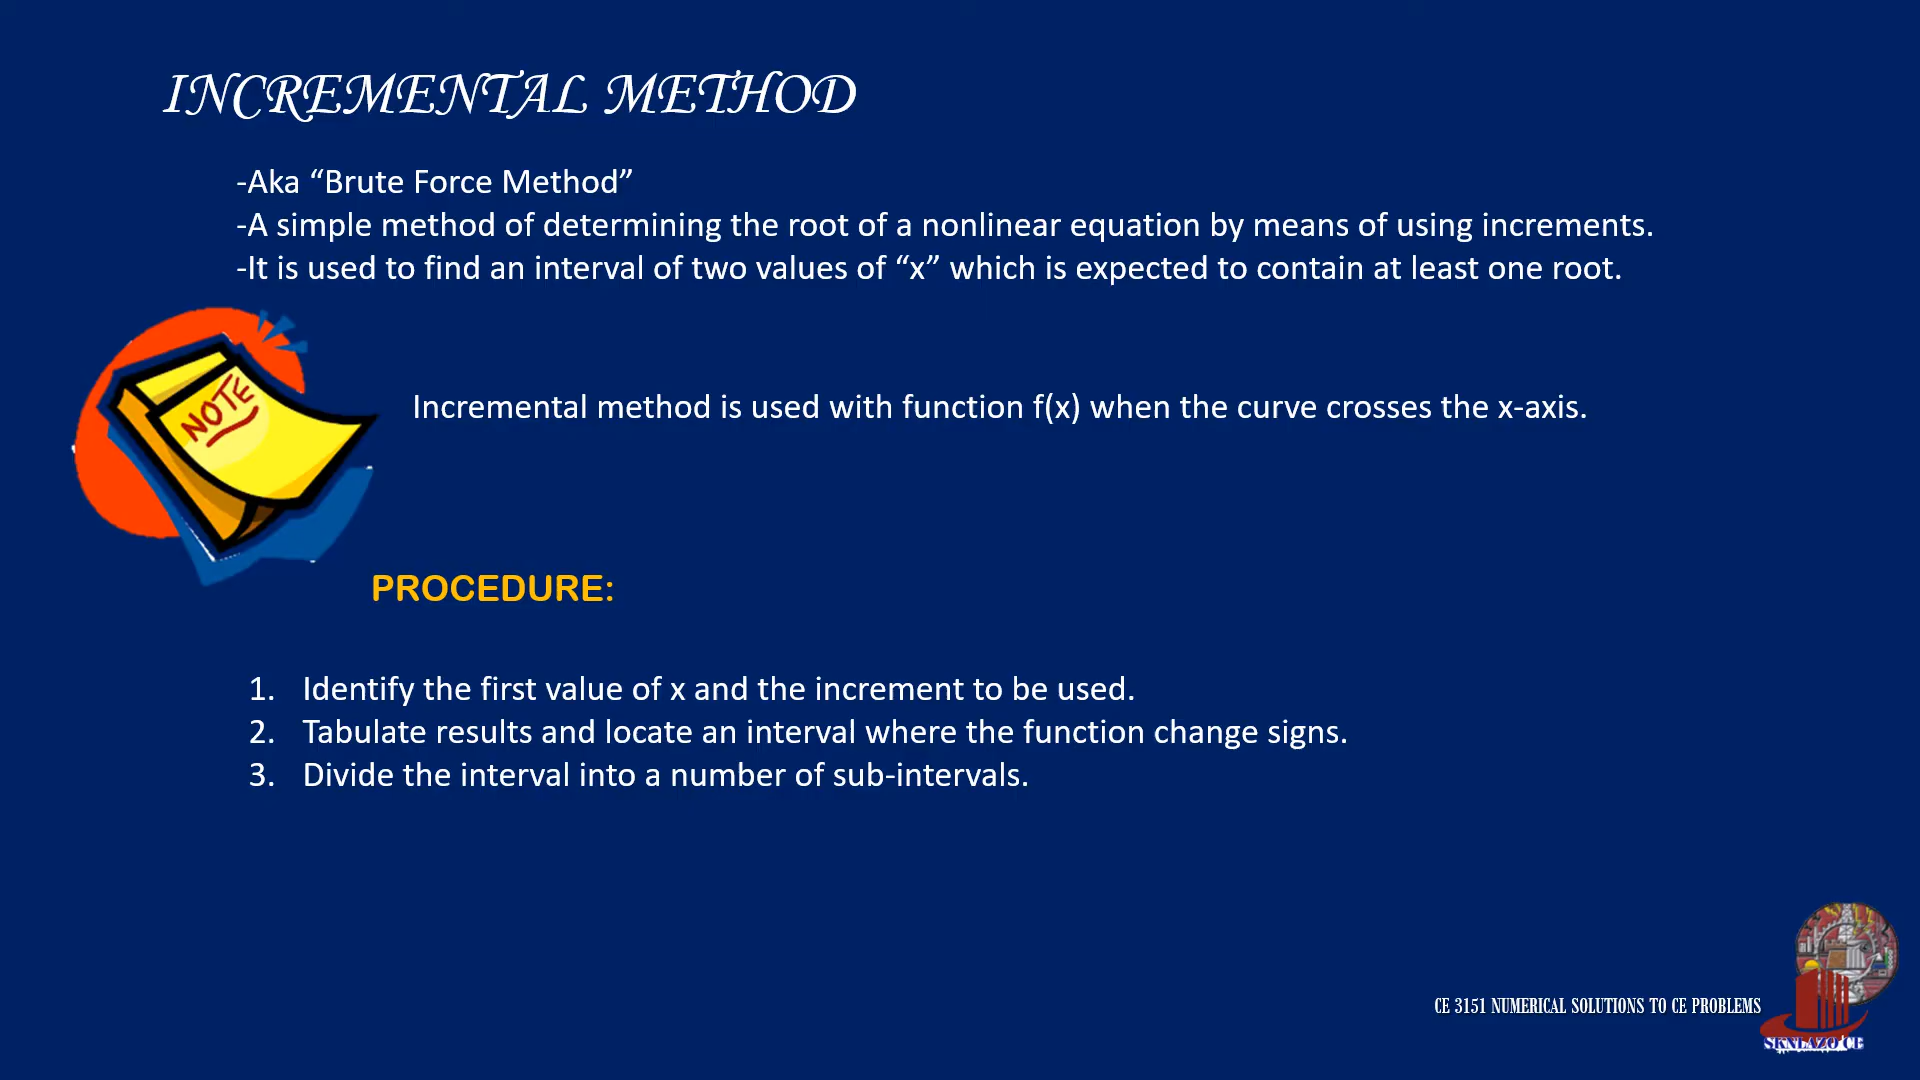 INCREMENTAL METHOD
-Aka “Brute Force Method”
-A simple method of determining the root of a nonlinear equation by means of using increments.
-It is used to find an interval of two values of “x” which is expected to contain at least one root.
NOTE
Incremental method is used with function f(x) when the curve crosses the x-axis.
PROCEDURE:
1. Identify the first value of x and the increment to be used.
2. Tabulate results and locate an interval where the function change signs.
3. Divide the interval into a number of sub-intervals.
CE 3151 NUMERICAL SOLUTIONS TO CE PROBLEMS
SKNLAZO CE